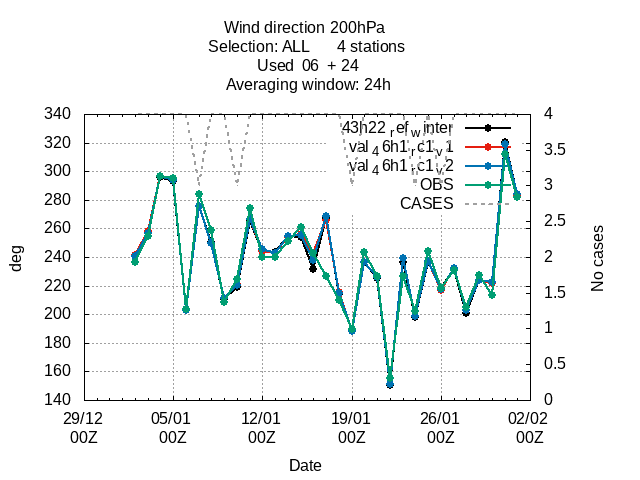 Wind direction 200hPa
Selection: ALL 4 stations
Used 06 + 24
Averaging window: 24h
340 4
43h22_ref_winter
320 3.5
val_46h1_rc1_v1
val_46h1_rc1_v2
300 3
OBS
CASES
280 2.5
260
240 2
220 1.5
200 1
180
160 0.5
140 0
deg
No cases
29/12 05/01 12/01 19/01 26/01 02/02
00Z 00Z 00Z 00Z 00Z 00Z
Date